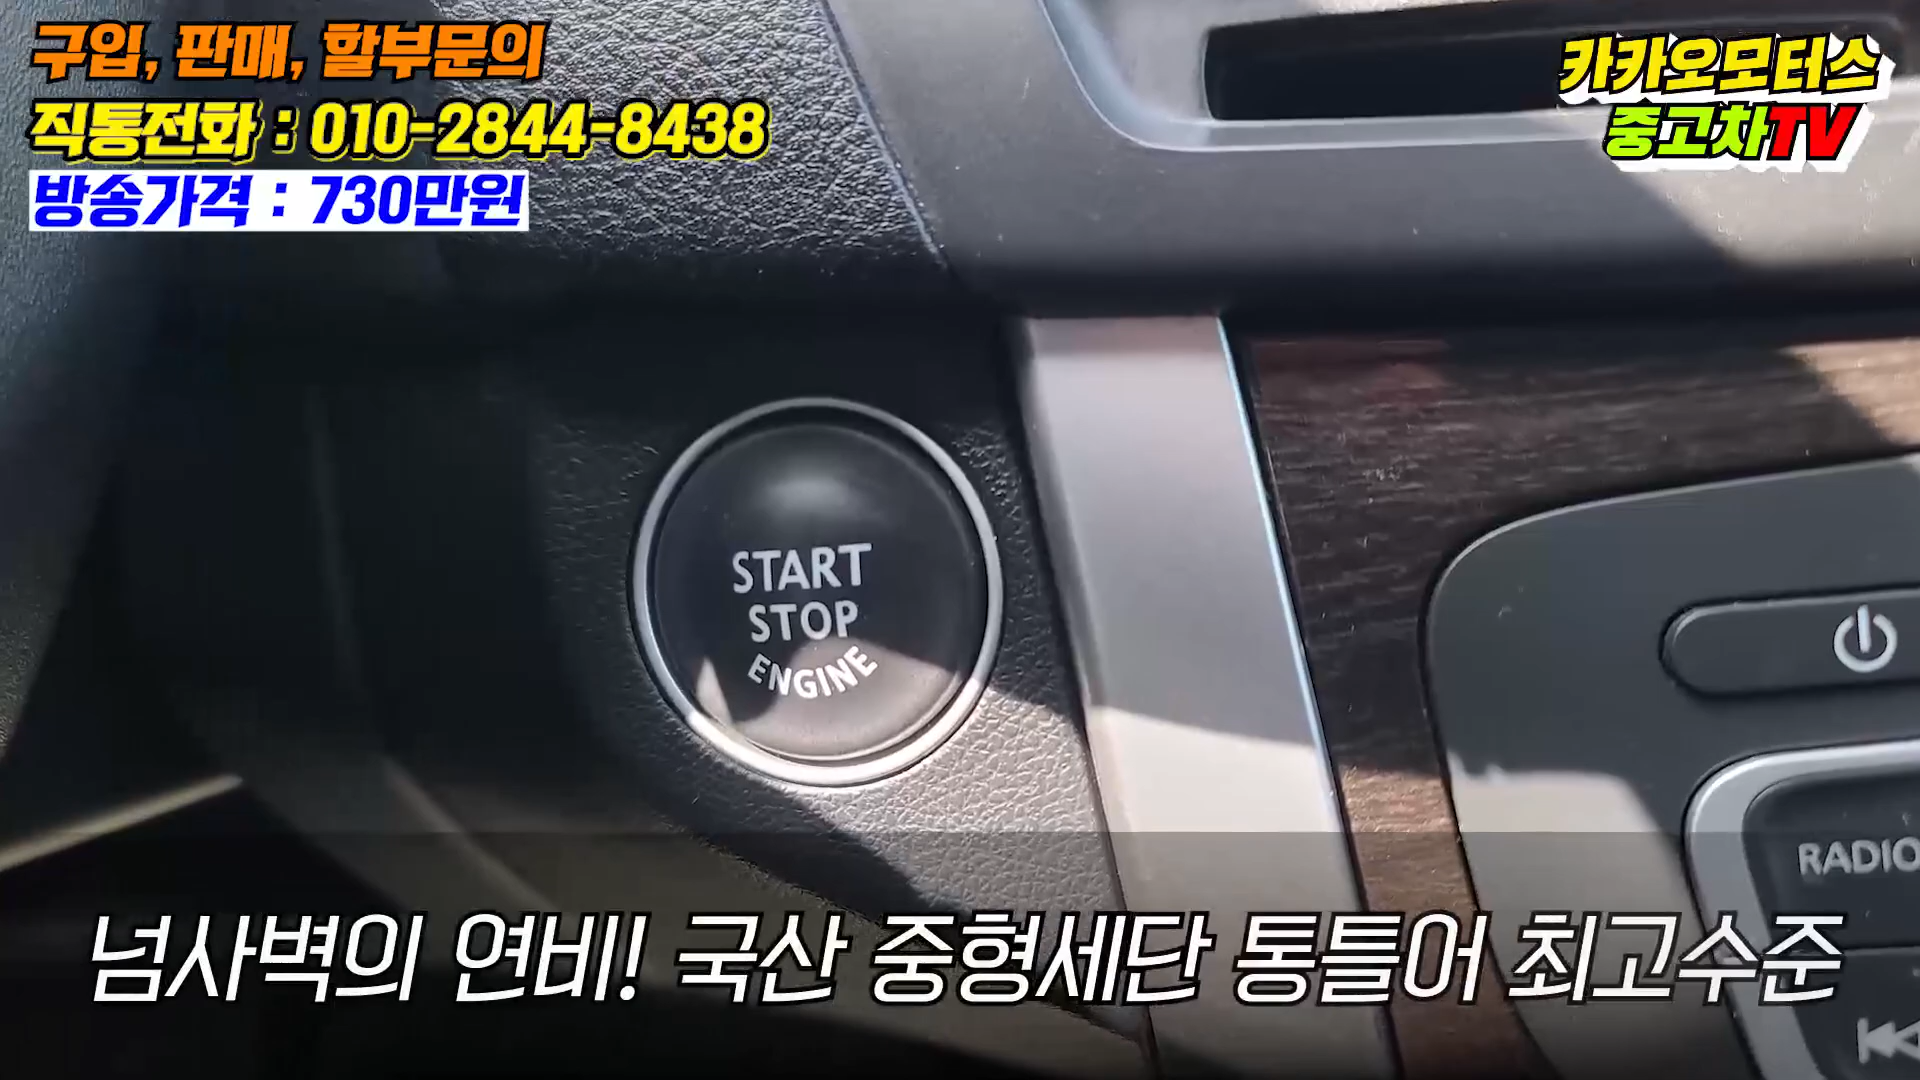 구입, 판매, 할부문의
직통전화 : 010-2844-8438
방송가격 : 730만원
카카오모터스
중고차TV
START
STOP
ENGINE
RADIO
넘사벽의 연비! 국산 중형세단 통틀어 최고수준